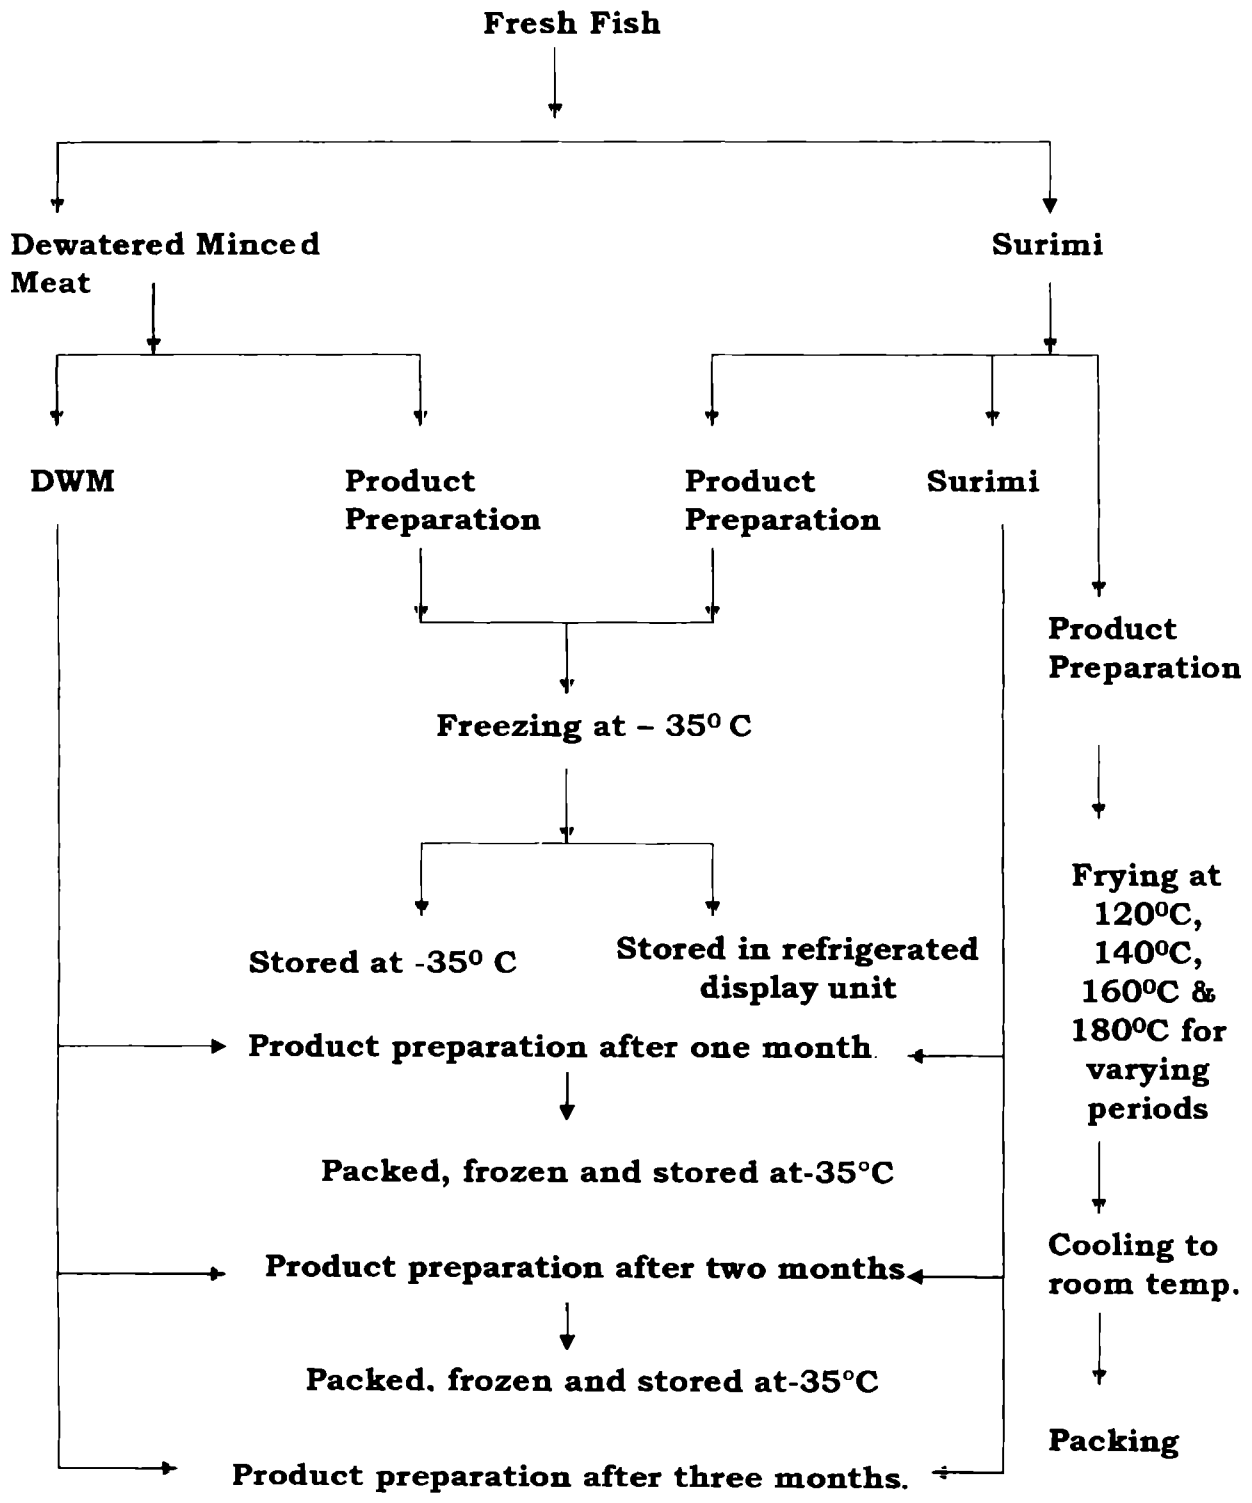 Fresh Fish
Dewatered Minced
Meat
Surimi
DWM
Product
Preparation
Product
Preparation
Surimi
Product
Preparation
Freezing at – 35⁰ C
Stored at -35⁰ C
Stored in refrigerated
display unit
Frying at
120⁰C,
140⁰C,
160⁰C &
180⁰C for
varying
periods
Product preparation after one month.
Packed, frozen and stored at-35°C
Product preparation after two months
Cooling to
room temp.
Packed, frozen and stored at-35°C
Packing
Product preparation after three months.